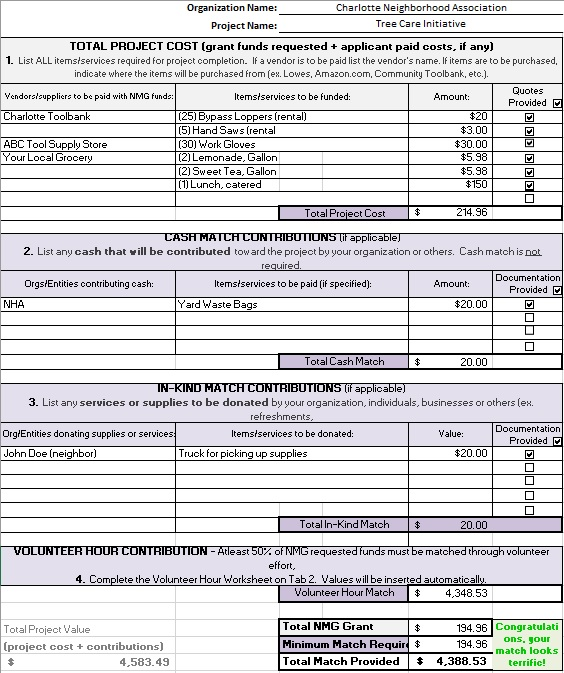 Organization Name: Charlotte Neighborhood Association
Project Name: Tree Care Initiative
TOTAL PROJECT COST (grant funds requested + applicant paid costs, if any)
1. List ALL items/services required for project completion. If a vendor is to be paid list the vendor's name. If items are to be purchased,
indicate where the items will be purchased from (ex. Lowes, Amazon.com, Community Toolbank, etc.).
Vendors/suppliers to be paid with NMG funds: Items/services to be funded: Amount: Quotes
Provided
Charlotte Toolbank (25) Bypass Loppers (rental) $20
(5) Hand Saws (rental $3.00
ABC Tool Supply Store (30) Work Gloves $30.00
Your Local Grocery (2) Lemonade, Gallon $5.98
(2) Sweet Tea, Gallon $5.98
(1) Lunch, catered $150
Total Project Cost $ 214.96
CASH MATCH CONTRIBUTIONS (if applicable)
2. List any cash that will be contributed toward the project by your organization or others. Cash match is not
required.
Orgs/Entities contributing cash: Items/services to be paid (if specified): Amount: Documentation
Provided
NHA Yard Waste Bags $20.00
Total Cash Match $ 20.00
IN-KIND MATCH CONTRIBUTIONS (if applicable)
3. List any services or supplies to be donated by your organization, individuals, businesses or others (ex.
refreshments,
Org/Entities donating supplies or services: Items/services to be donated: Value: Documentation
Provided
John Doe (neighbor) Truck for picking up supplies $20.00
Total In-Kind Match $ 20.00
VOLUNTEER HOUR CONTRIBUTION - Atleast 50% of NMG requested funds must be matched through volunteer
effort,
4. Complete the Volunteer Hour Worksheet on Tab 2. Values will be inserted automatically.
Volunteer Hour Match $ 4,348.53
Total Project Value
(project cost + contributions)
$ 4,583.49
Total NMG Grant $ 194.96
Minimum Match Require $ 194.96
Total Match Provided $ 4,388.53
Congratulati
ons, your
match looks
terrific!